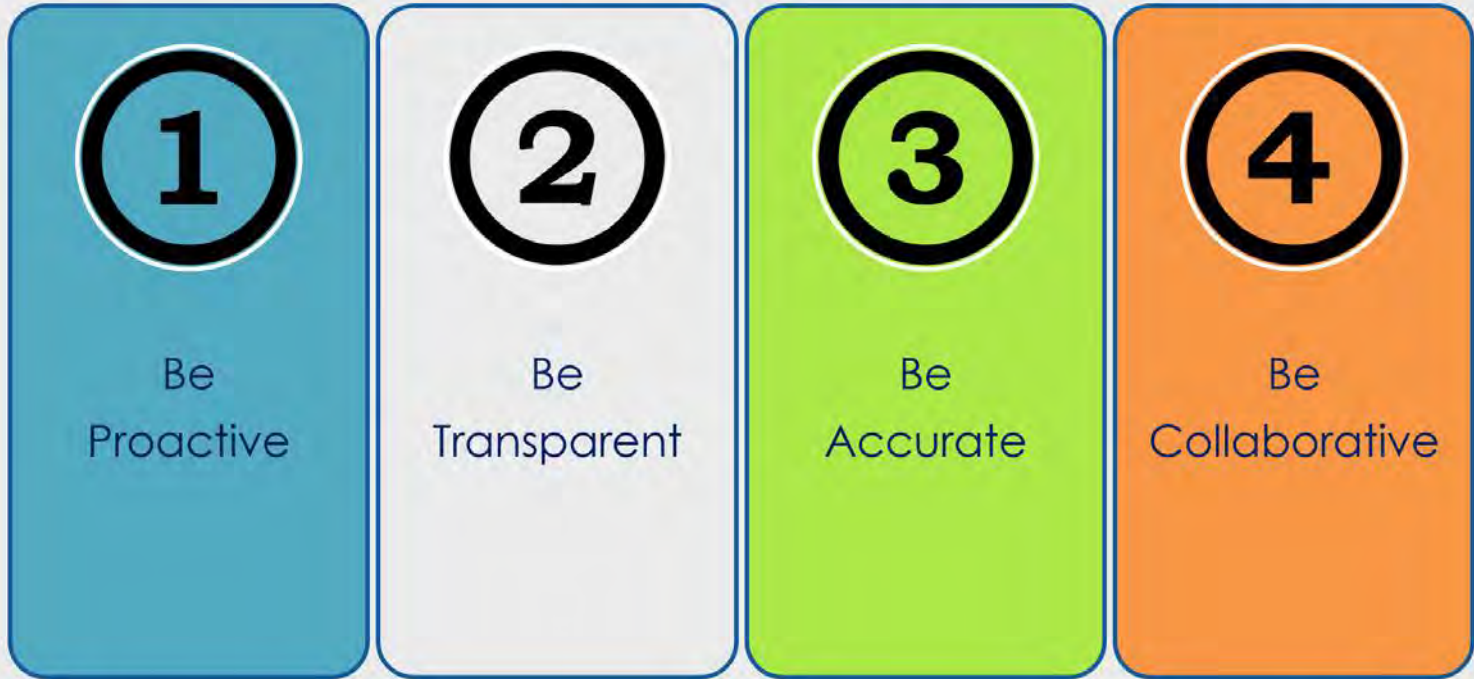 1
Be
Proactive
2
Be
Transparent
3
Be
Accurate
4
Be
Collaborative